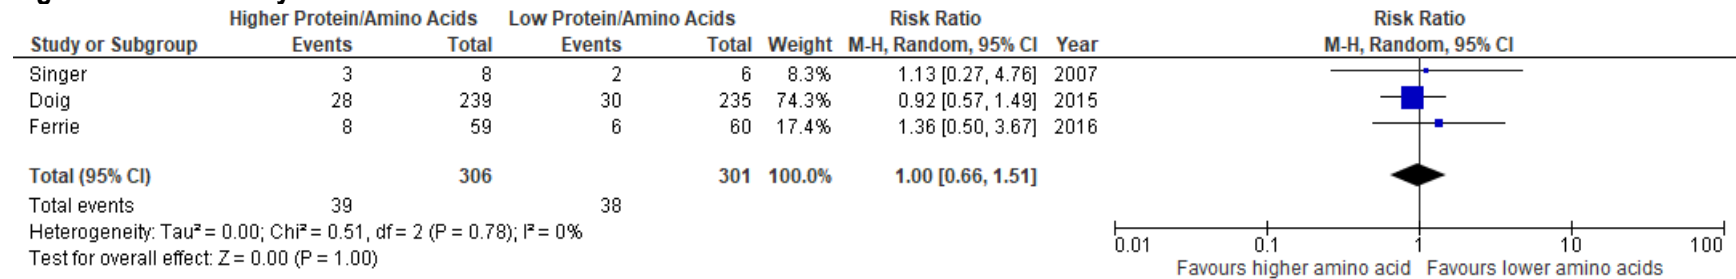 Higher Protein/Amino Acids Low Protein/Amino Acids Risk Ratio Risk Ratio
Study or Subgroup Events Total Events Total Weight M-H, Random, 95% CI Year M-H, Random, 95% CI
Singer 3 8 2 6 8.3% 1.13 [0.27, 4.76] 2007
Doig 28 239 30 235 74.3% 0.92 [0.57, 1.49] 2015
Ferrie 8 59 6 60 17.4% 1.36 [0.50, 3.67] 2016
Total (95% CI) 306 301 100.0% 1.00 [0.66, 1.51]
Total events 39 38
Heterogeneity: Tau² = 0.00; Chi² = 0.51, df = 2 (P = 0.78); I² = 0%
Test for overall effect: Z = 0.00 (P = 1.00)
0.01 0.1 1 10 100
Favours higher amino acid Favours lower amino acids